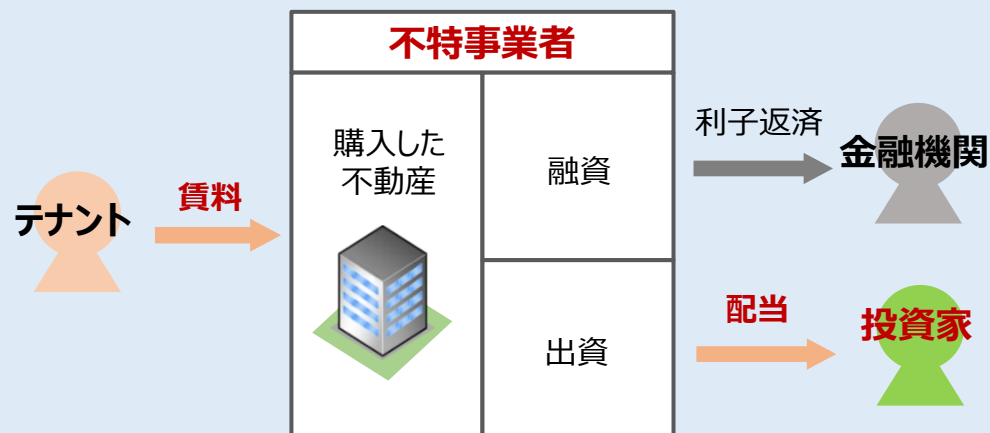 不特事業者
購入した
不動産
融資
出資
テナント
賃料
利子返済
金融機関
配当
投資家